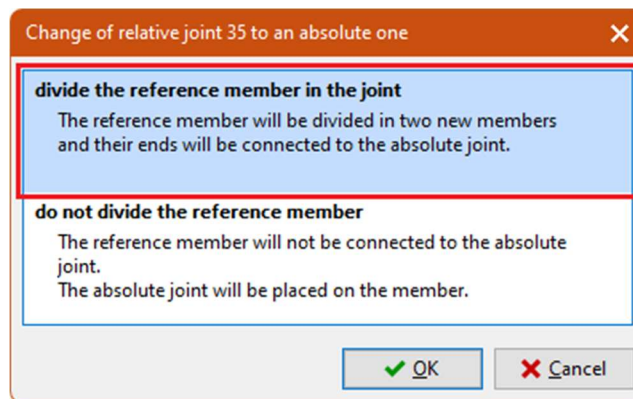 Change of relative joint 35 to an absolute one
divide the reference member in the joint
The reference member will be divided in two new members
and their ends will be connected to the absolute joint.
do not divide the reference member
The reference member will not be connected to the absolute
joint.
The absolute joint will be placed on the member.
OK
Cancel